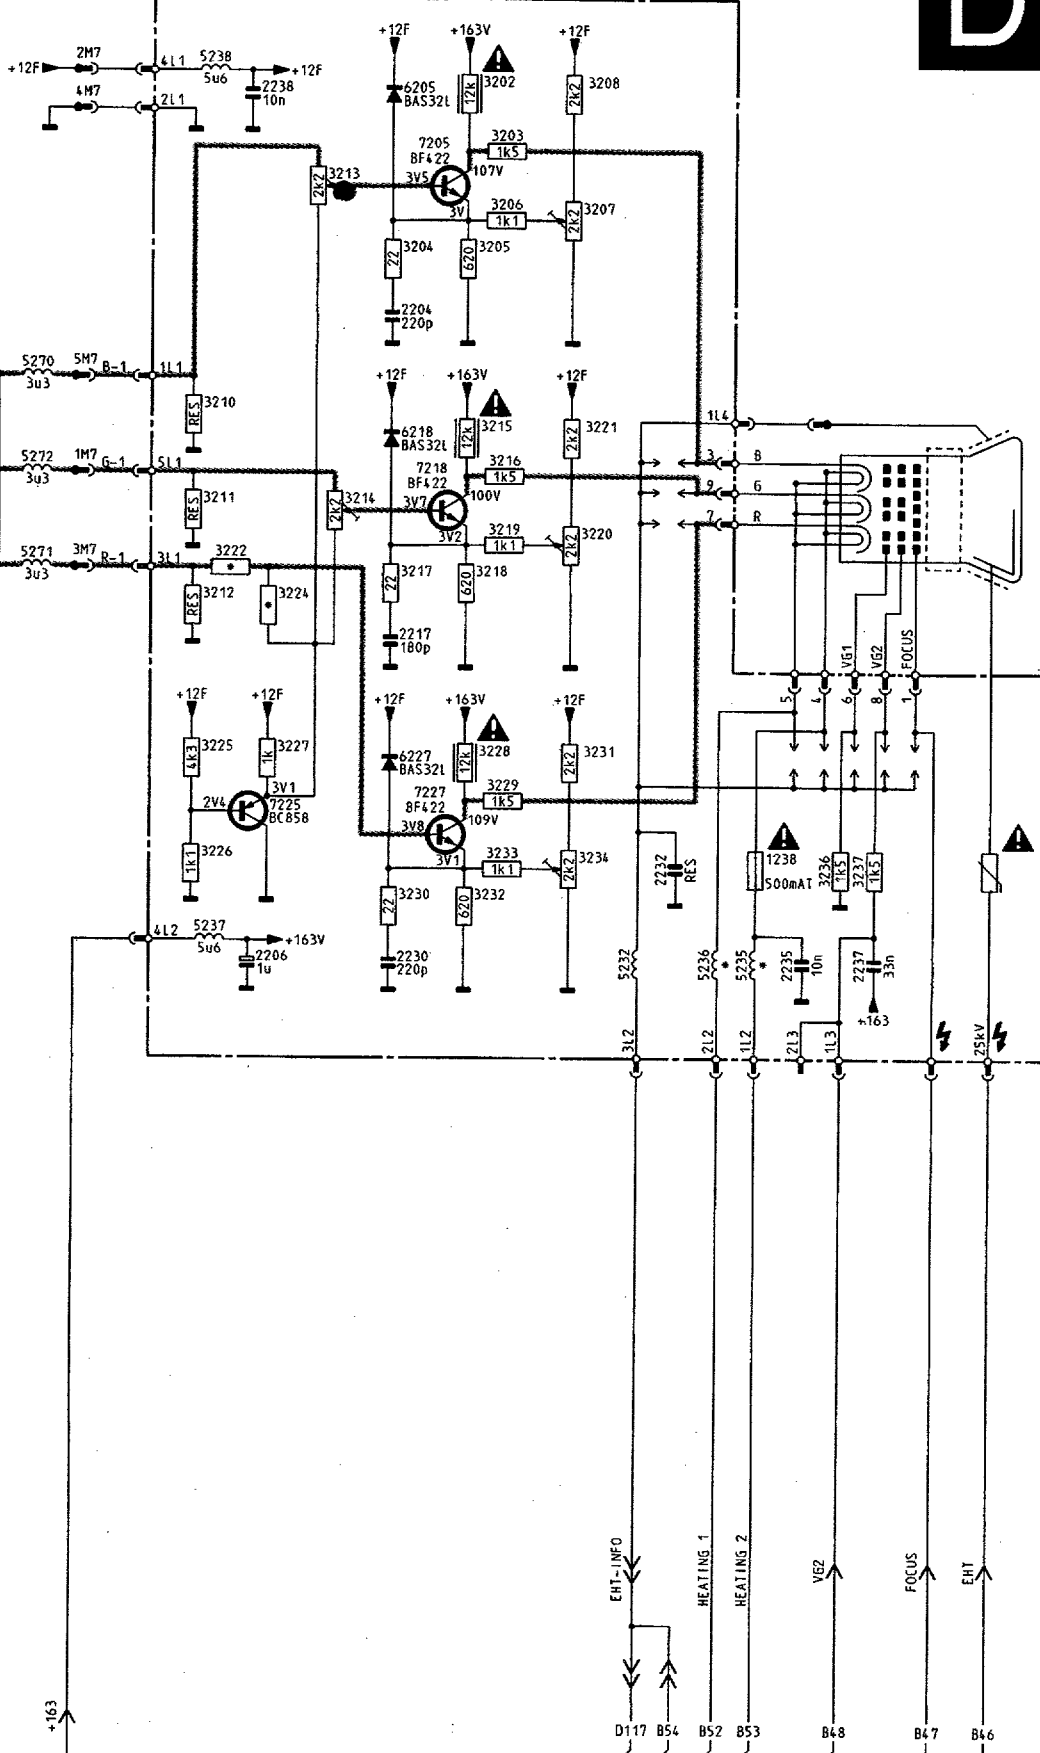 D
+12F 2M7 4L1 5238 5u6 +12F
2238 10n
4M7 2L1
+12F +163V +12F
6205 BAS32L
3202 12k
3208 2k2
3203 1k5
7205 BF422
107V
3213 2k2
3V5
3V
3206 1k1
3207 2k2
3204 22
3205 620
2204 220p
5270 3u3 5M7 B-1 1L1
3210 RES
+12F +163V +12F
6218 BAS32L
3215 12k
3221 2k2
1L4
5272 3u3 1M7 G-1 5L1
7218 BF422
3216 1k5
100V
3 B
9 G
7 R
3211 RES
3214 2k2
3V7
3V2
3219 1k1
3220 2k2
5271 3u3 3M7 R-1 3L1
3222 *
3212 RES
3224 *
3217 22
3218 620
2217 180p
VG1 VG2 FOCUS
5 4 6 8 1
+12F +12F +12F +163V +12F
3225 4k3
3227 1k
6227 BAS32L
3228 12k
3231 2k2
3V1
2V4
7225 BC858
7227 BF422
3229 1k5
109V
3V8
3V1
3226 1k1
3233 1k1
3234 2k2
3230 22
3232 620
2232 RES
1238 500mAT
3236 1k5
3237 1k5
4L2 5237 5u6 +163V
2206 1u
2230 220p
5232
5236 *
5235 *
2235 10n
2237 33n
+163
3L2 2L2 1L2 2L3 1L3 25kV
EHT-INFO
HEATING 1
HEATING 2
VG2
FOCUS
EHT
+163
D117 B54 B52 B53 B48 B47 B46